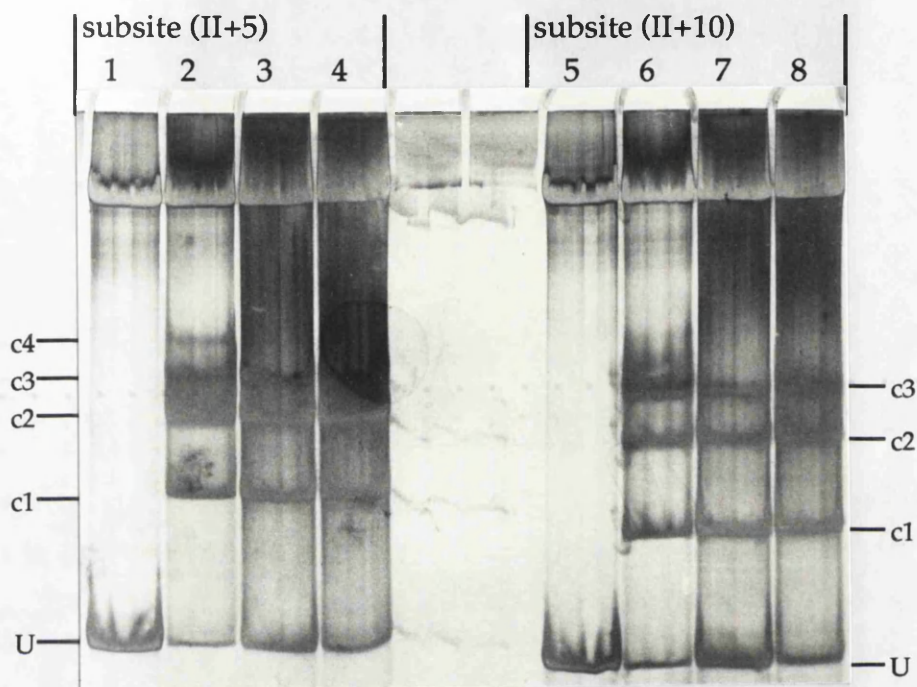 subsite (II+5) subsite (II+10)
1 2 3 4 5 6 7 8
c4
c3 c3
c2 c2
c1 c1
U U